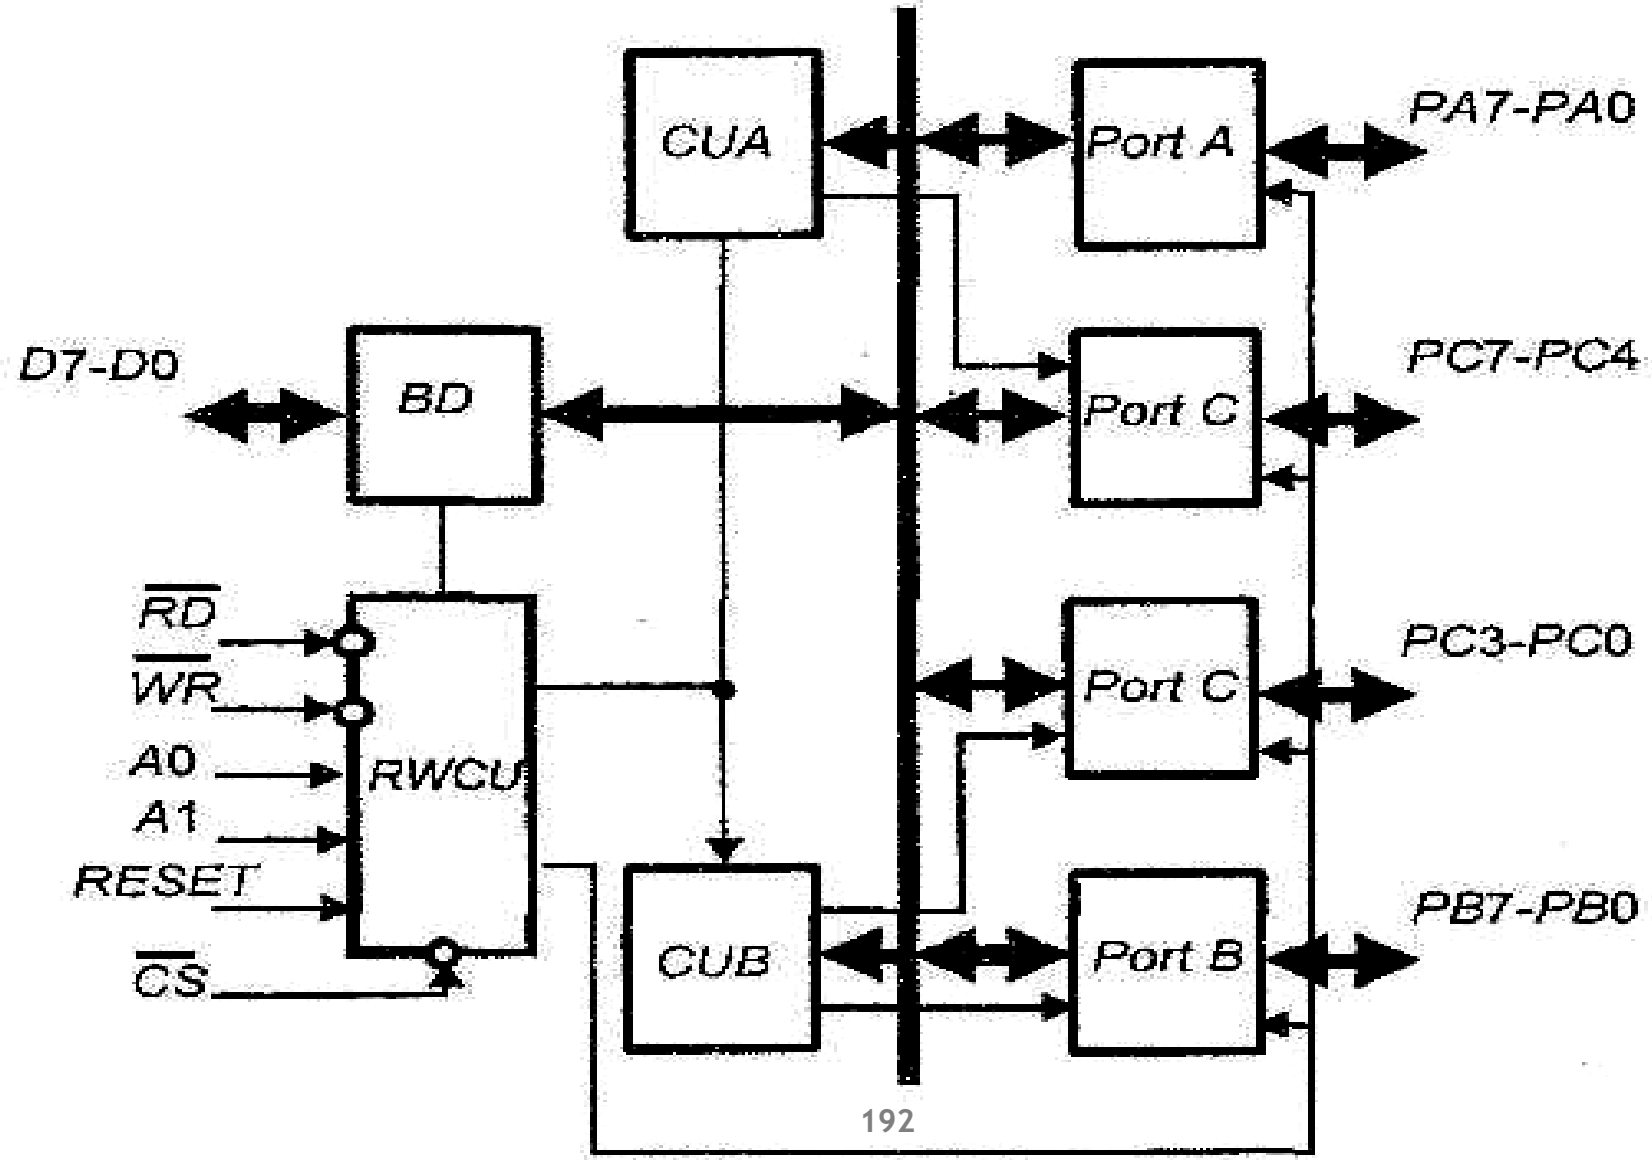 CUA
Port A
PA7-PA0
D7-D0
BD
Port C
PC7-PC4
RD
WR
A0
A1
RESET
CS
RWCU
Port C
PC3-PC0
CUB
Port B
PB7-PB0
192